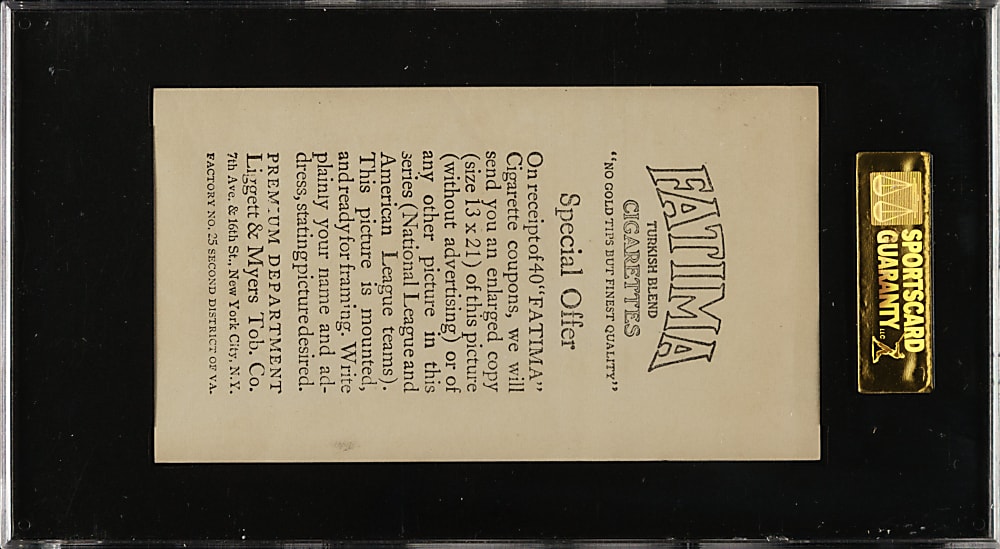 FATIMA
TURKISH BLEND
CIGARETTES
"NO GOLD TIPS BUT FINEST QUALITY"
Special Offer
On receipt of 40 "FATIMA"
Cigarette coupons, we will
send you an enlarged copy
(size 13 x 21) of this picture
(without advertising) or of
any other picture in this
series (National League and
American League teams).
This picture is mounted,
and ready for framing. Write
plainly your name and ad-
dress, stating picture desired.
PREMIUM DEPARTMENT
Liggett & Myers Tob. Co.
7th Ave. & 16th St., New York City, N.Y.
FACTORY NO. 25 SECOND DISTRICT OF VA.
SPORTSCARD
GUARANTY LLC